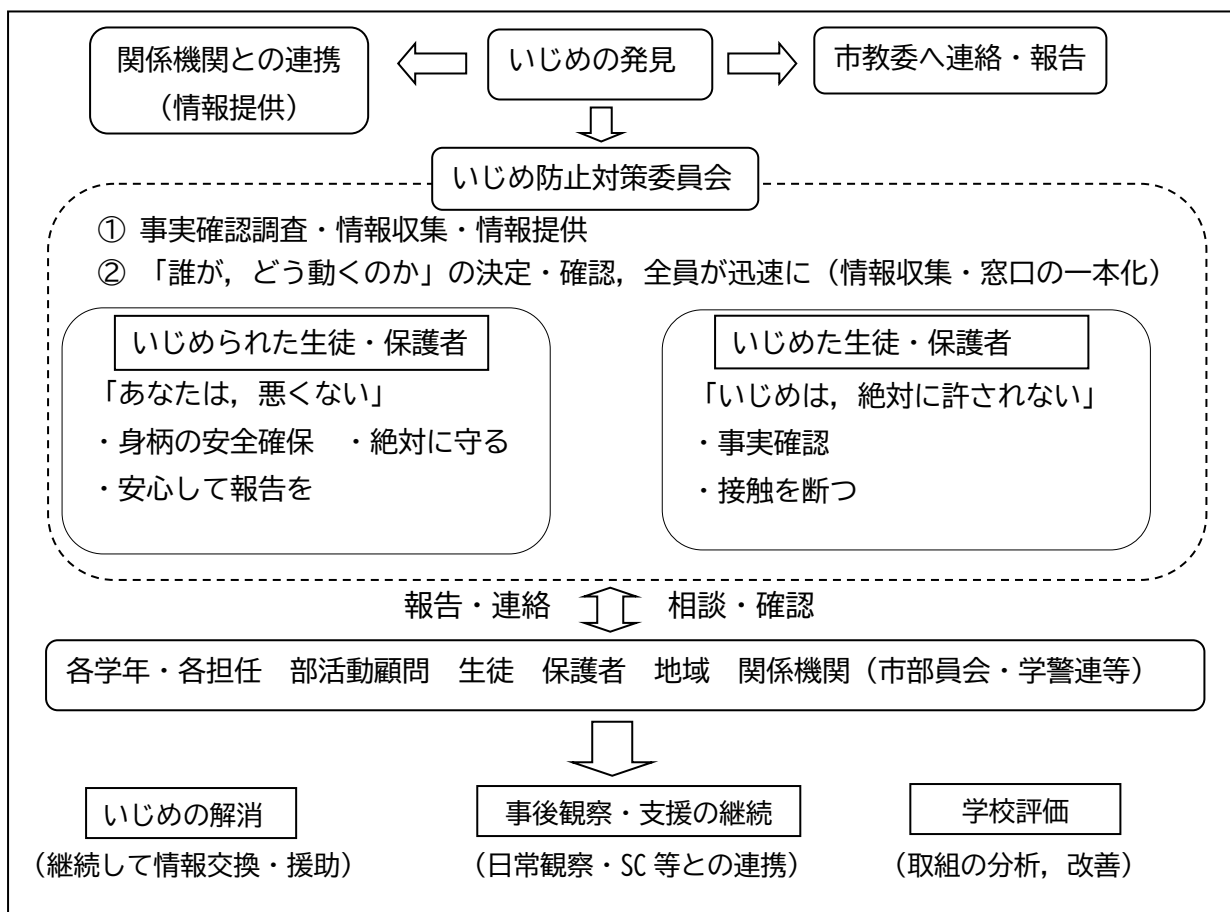 関係機関との連携
（情報提供）
いじめの発見
市教委へ連絡・報告
いじめ防止対策委員会
① 事実確認調査・情報収集・情報提供
② 「誰が，どう動くのか」の決定・確認，全員が迅速に（情報収集・窓口の一本化）
いじめられた生徒・保護者
「あなたは，悪くない」
・身柄の安全確保　・絶対に守る
・安心して報告を
いじめた生徒・保護者
「いじめは，絶対に許されない」
・事実確認
・接触を断つ
報告・連絡
相談・確認
各学年・各担任　部活動顧問　生徒　保護者　地域　関係機関（市部員会・学警連等）
いじめの解消
（継続して情報交換・援助）
事後観察・支援の継続
（日常観察・SC 等との連携）
学校評価
（取組の分析，改善）